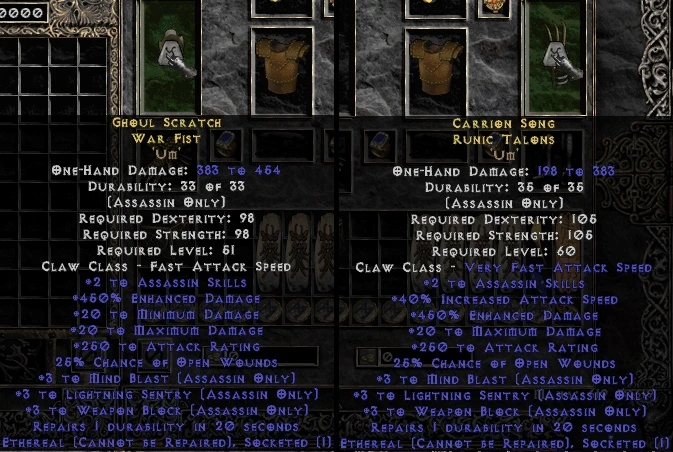 0000
Ghoul Scratch
War Fist
'Um'
One-Hand Damage: 383 to 454
Durability: 33 of 33
(Assassin Only)
Required Dexterity: 98
Required Strength: 98
Required Level: 51
Claw Class - Fast Attack Speed
+2 to Assassin Skills
+450% Enhanced Damage
+20 to Minimum Damage
+20 to Maximum Damage
+250 to Attack Rating
25% Chance of Open Wounds
+3 to Mind Blast (Assassin Only)
+3 to Lightning Sentry (Assassin Only)
+3 to Weapon Block (Assassin Only)
Repairs 1 durability in 20 seconds
Ethereal (Cannot be Repaired), Socketed (1)
Carrion Song
Runic Talons
'Um'
One-Hand Damage: 198 to 383
Durability: 35 of 35
(Assassin Only)
Required Dexterity: 105
Required Strength: 105
Required Level: 60
Claw Class - Very Fast Attack Speed
+2 to Assassin Skills
+40% Increased Attack Speed
+450% Enhanced Damage
+20 to Maximum Damage
+250 to Attack Rating
25% Chance of Open Wounds
+3 to Mind Blast (Assassin Only)
+3 to Lightning Sentry (Assassin Only)
+3 to Weapon Block (Assassin Only)
Repairs 1 durability in 20 seconds
Ethereal (Cannot be Repaired), Socketed (1)